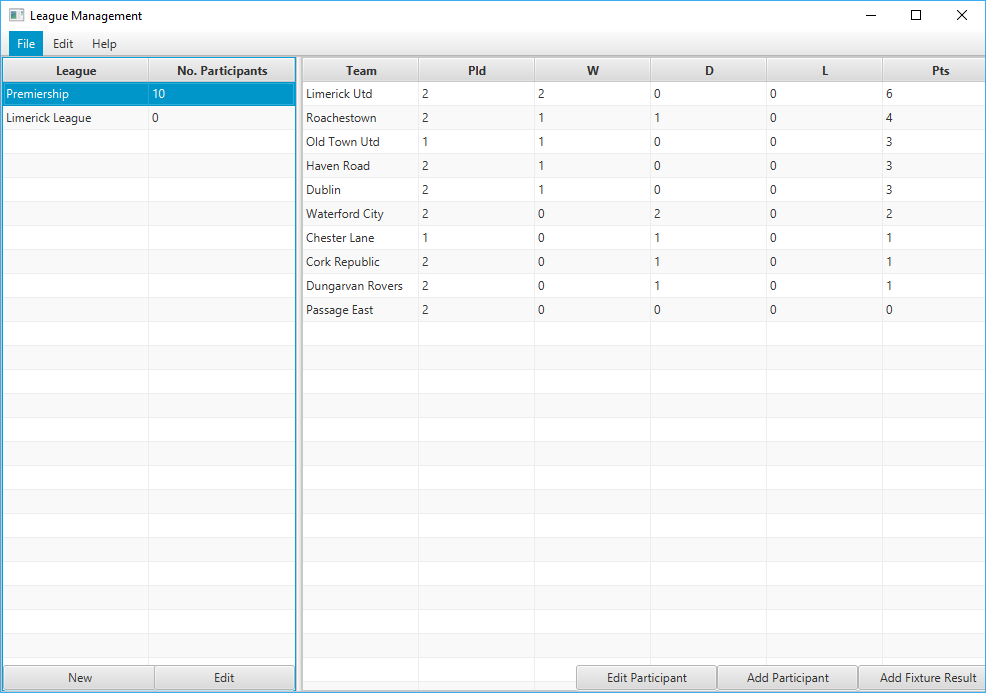 League Management
File Edit Help
League No. Participants Team Pld W D L Pts
Premiership 10 Limerick Utd 2 2 0 0 6
Limerick League 0 Roachestown 2 1 1 0 4
Old Town Utd 1 1 0 0 3
Haven Road 2 1 0 0 3
Dublin 2 1 0 0 3
Waterford City 2 0 2 0 2
Chester Lane 1 0 1 0 1
Cork Republic 2 0 1 0 1
Dungarvan Rovers 2 0 1 0 1
Passage East 2 0 0 0 0
New Edit Edit Participant Add Participant Add Fixture Result